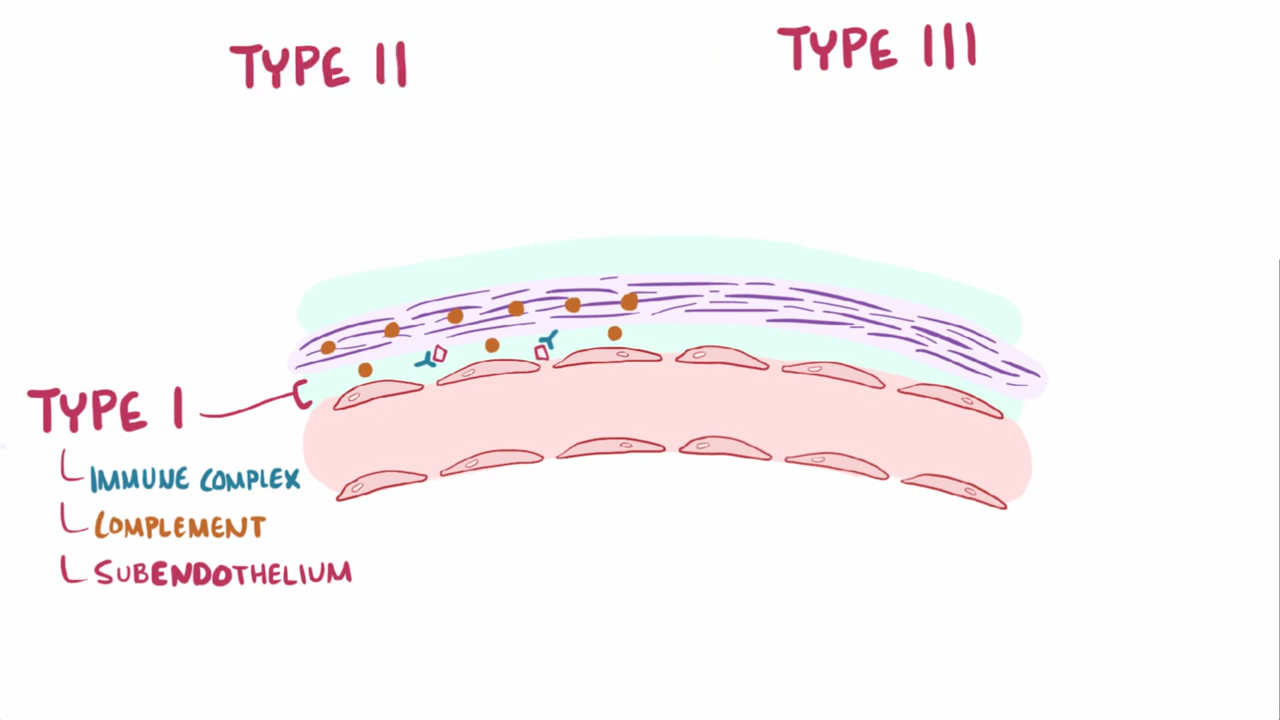 TYPE II
TYPE III
TYPE I
IMMUNE COMPLEX
COMPLEMENT
SUBENDOTHELIUM